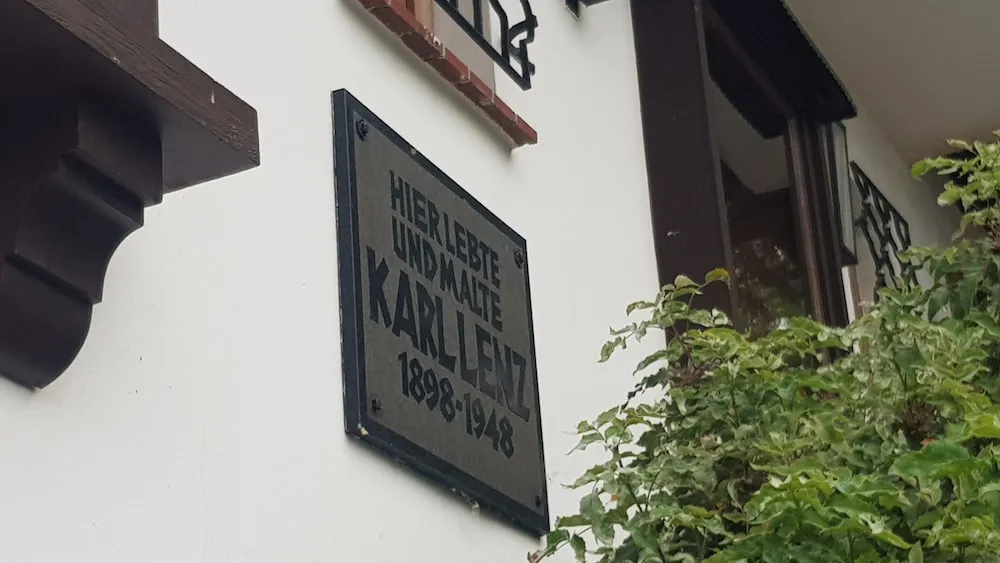 HIER LEBTE
UND MALTE
KARL LENZ
1898-1948